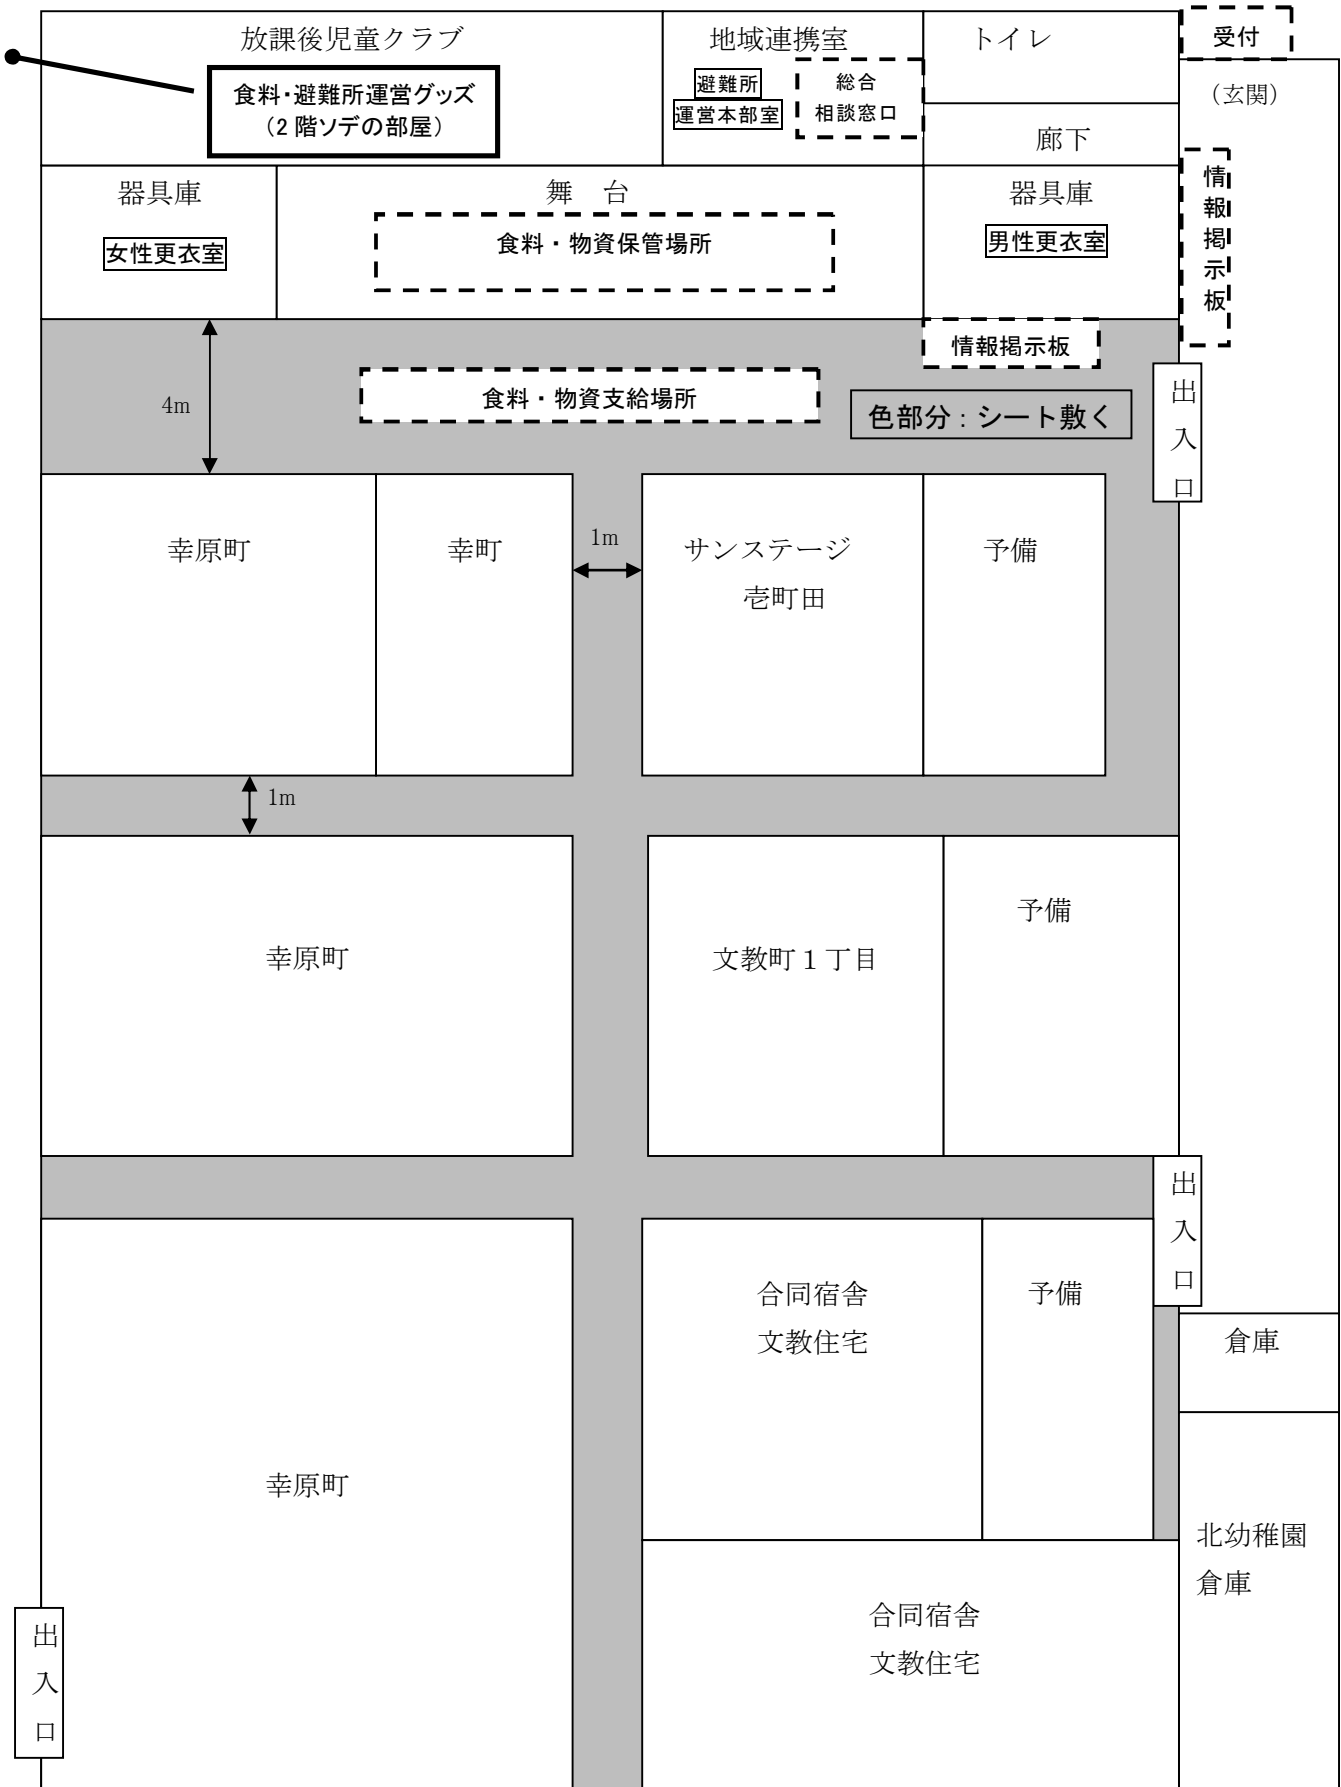 放課後児童クラブ
食料・避難所運営グッズ
（2 階ソデの部屋）
地域連携室
避難所
運営本部室
総合
相談窓口
トイレ
廊下
受付
（玄関）
器具庫
女性更衣室
舞　台
食料・物資保管場所
器具庫
男性更衣室
情報掲示板
情報掲示板
4m
食料・物資支給場所
色部分：シート敷く
出入口
幸原町
幸町
1m
サンステージ
壱町田
予備
1m
幸原町
文教町１丁目
予備
出入口
合同宿舎
文教住宅
予備
倉庫
幸原町
北幼稚園
倉庫
合同宿舎
文教住宅
出入口